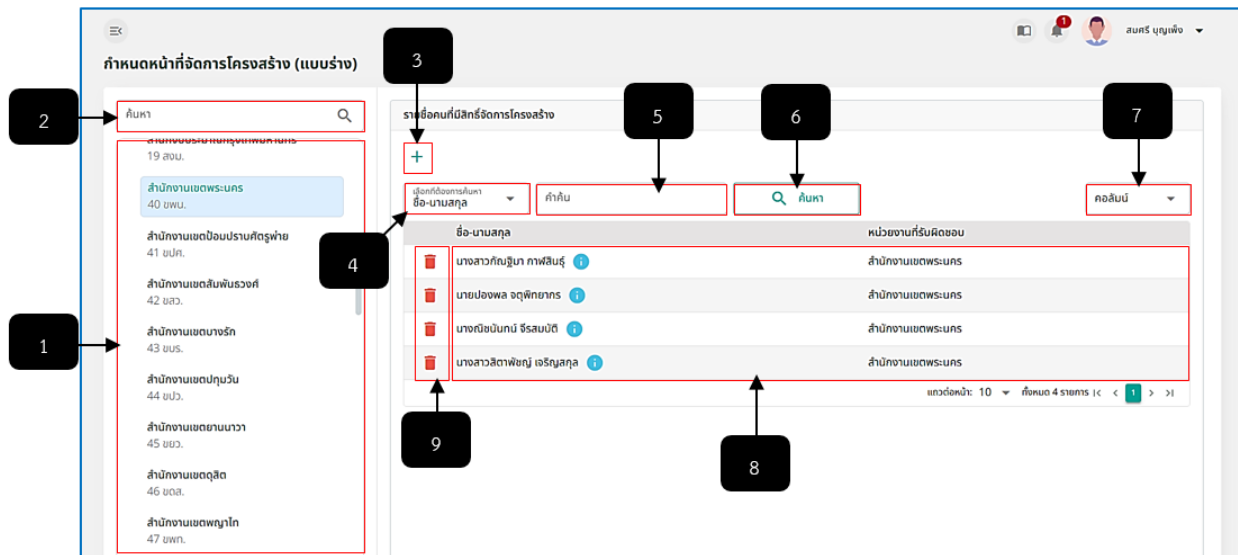 1
สมศรี บุญเพ็ง
กำหนดหน้าที่จัดการโครงสร้าง (แบบร่าง)
3
2
ค้นหา
19 สงม.
สำนักงานเขตพระนคร
40 ขพน.
สำนักงานเขตป้อมปราบศัตรูพ่าย
41 ขปศ.
สำนักงานเขตสัมพันธวงศ์
42 ขสว.
1
สำนักงานเขตบางรัก
43 ขบร.
สำนักงานเขตปทุมวัน
44 ขปว.
สำนักงานเขตยานนาวา
45 ขยว.
สำนักงานเขตดุสิต
46 ขดส.
สำนักงานเขตพญาไท
47 ขพท.
รายชื่อคนที่มีสิทธิ์จัดการโครงสร้าง
5
6
7
+
เลือกที่ต้องการค้นหา
ชื่อ-นามสกุล
คำค้น
ค้นหา
คอลัมน์
4
ชื่อ-นามสกุล หน่วยงานที่รับผิดชอบ
นางสาวกัณฐิมา กาฬสินธุ์ สำนักงานเขตพระนคร
นายปองพล จตุพิทยากร สำนักงานเขตพระนคร
นางณิชนันทน์ จีรสมบัติ สำนักงานเขตพระนคร
นางสาวสิตาพัชญ์ เจริญสกุล สำนักงานเขตพระนคร
แถวต่อหน้า: 10 ทั้งหมด 4 รายการ |< < 1 > >|
9
8